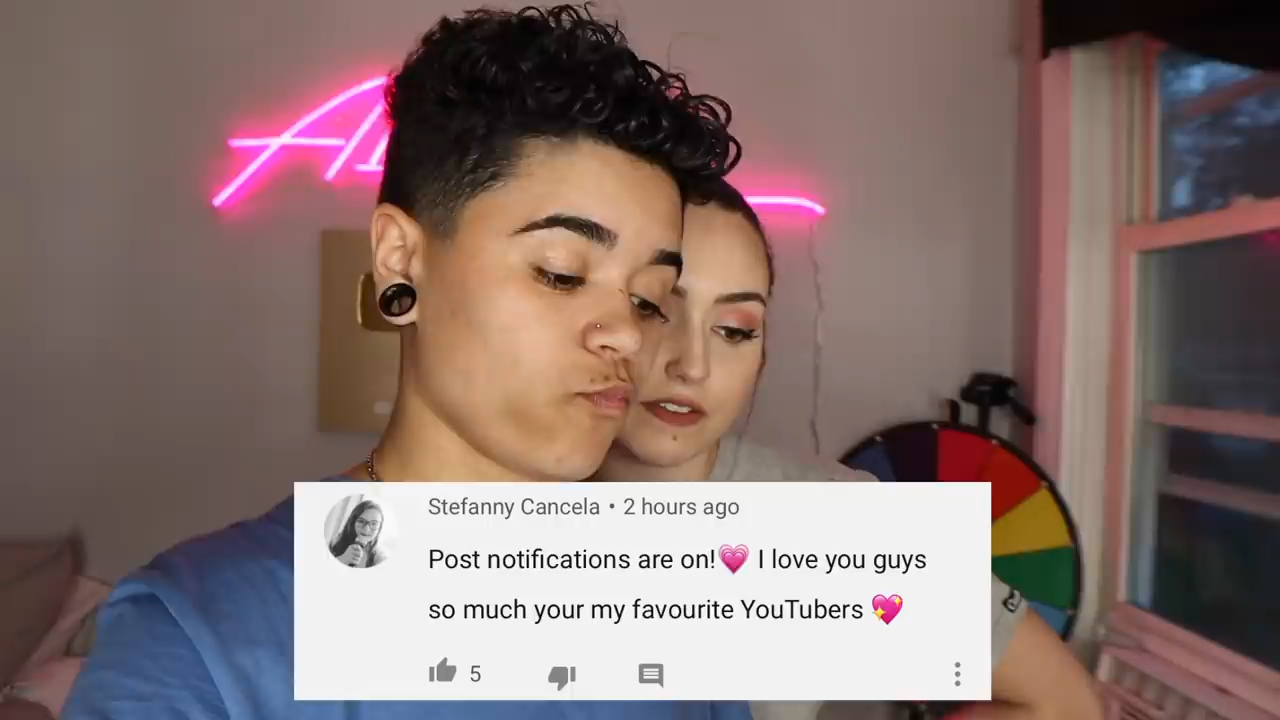 Stefanny Cancela • 2 hours ago
Post notifications are on!💗 I love you guys
so much your my favourite YouTubers 💖
5